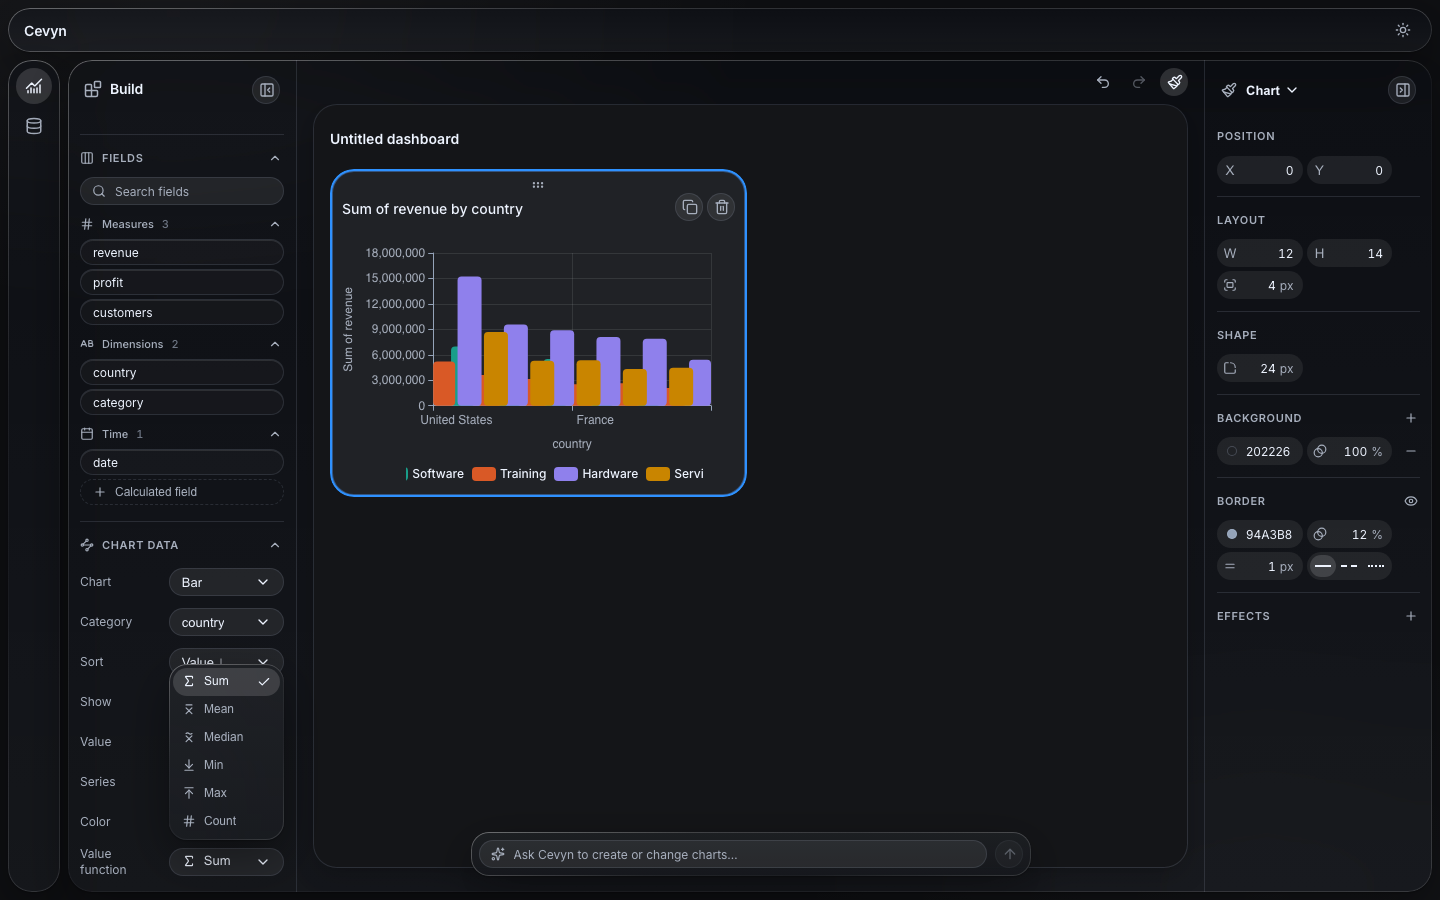 Cevyn
Build
FIELDS
Search fields
Measures 3
revenue
profit
customers
AB Dimensions 2
country
category
Time 1
date
Calculated field
CHART DATA
Chart Bar
Category country
Sort Value
Show
Value
Series
Color
Sum
Mean
Median
Min
Max
Count
Value function Sum
Untitled dashboard
Sum of revenue by country
18,000,000
15,000,000
12,000,000
9,000,000
6,000,000
3,000,000
0
Sum of revenue
United States France
country
Software Training Hardware Servi
Ask Cevyn to create or change charts...
Chart
POSITION
X 0 Y 0
LAYOUT
W 12 H 14
4 px
SHAPE
24 px
BACKGROUND
202226 100 %
BORDER
94A3B8 12 %
1 px
EFFECTS